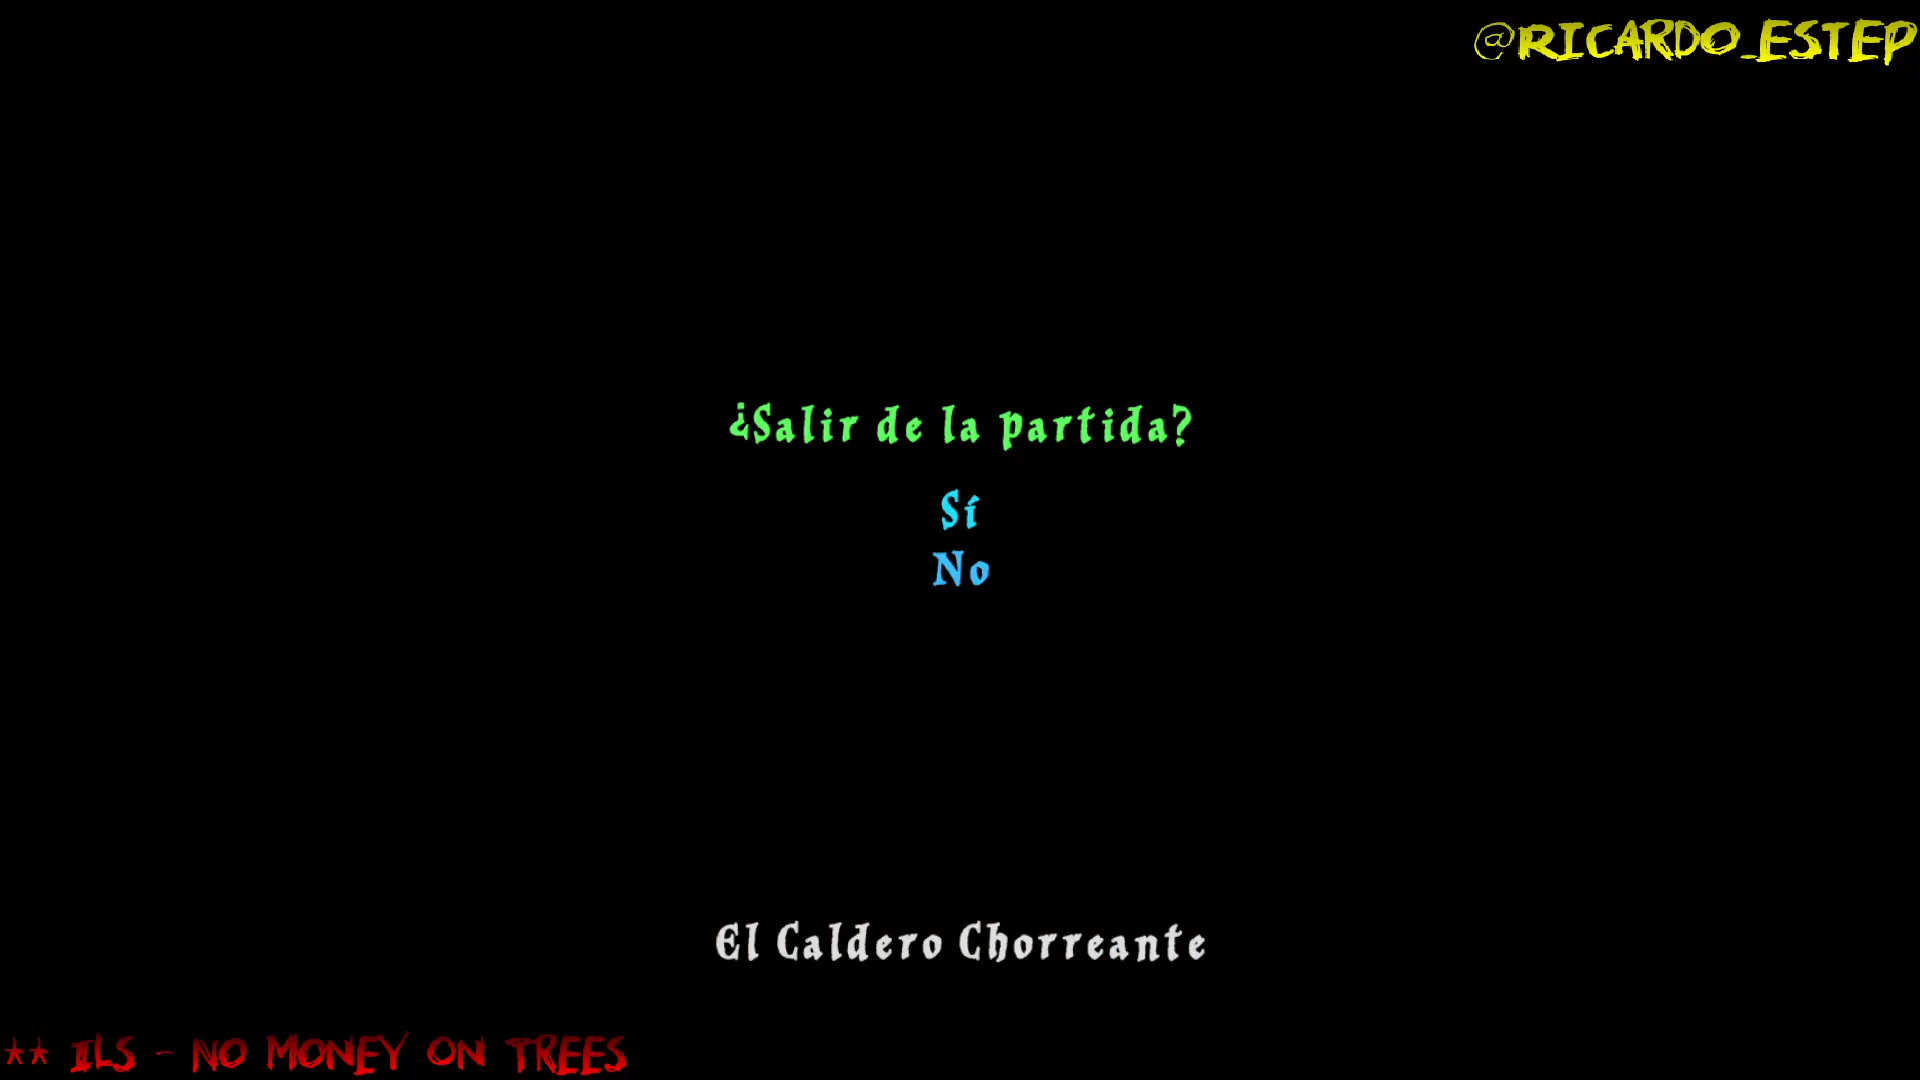 @RICARDO_ESTEP
¿Salir de la partida?
Sí
No
El Caldero Chorreante
** ILS - NO MONEY ON TREES